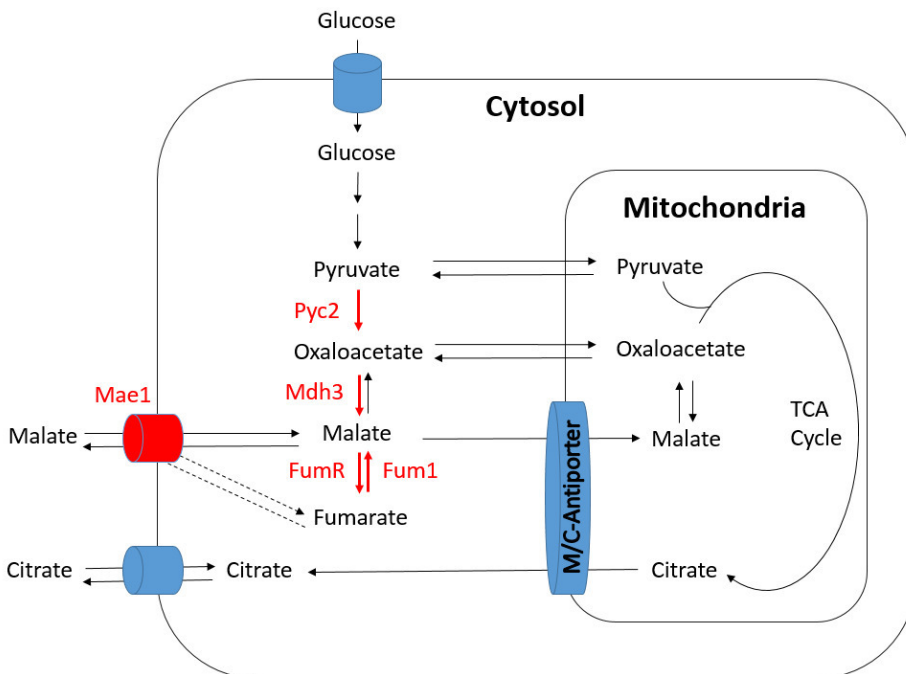 Glucose
Cytosol
Glucose
Mitochondria
Pyruvate
Pyruvate
Pyc2
Oxaloacetate
Oxaloacetate
Mae1
Mdh3
TCA
Cycle
Malate
Malate
Malate
FumR
Fum1
Fumarate
M/C-Antiporter
Citrate
Citrate
Citrate